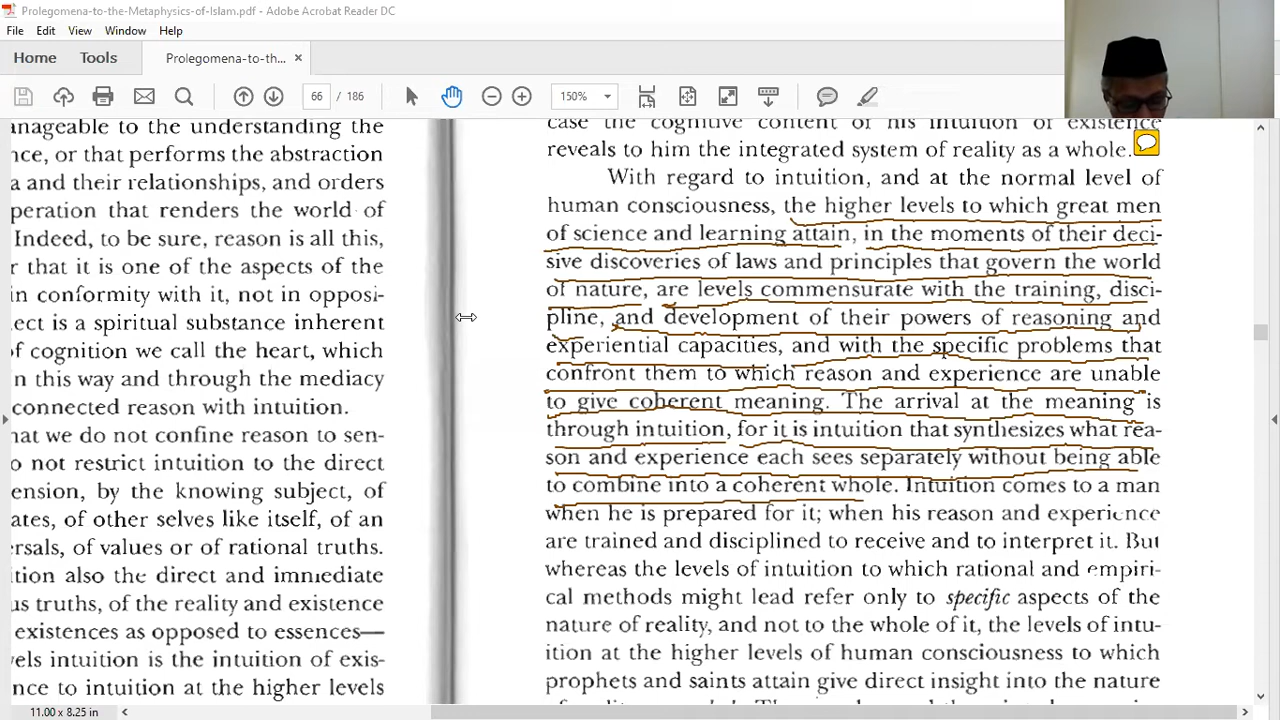 Prolegomena-to-the-Metaphysics-of-Islam.pdf - Adobe Acrobat Reader DC
File Edit View Window Help
Home Tools Prolegomena-to-th... ×
66 / 186 150%
anageable to the understanding the
nce, or that performs the abstraction
a and their relationships, and orders
peration that renders the world of
Indeed, to be sure, reason is all this,
r that it is one of the aspects of the
in conformity with it, not in opposi-
ect is a spiritual substance inherent
of cognition we call the heart, which
n this way and through the mediacy
connected reason with intuition.
hat we do not confine reason to sen-
o not restrict intuition to the direct
ension, by the knowing subject, of
ates, of other selves like itself, of an
ersals, of values or of rational truths.
ition also the direct and immediate
us truths, of the reality and existence
existences as opposed to essences—
vels intuition is the intuition of exis-
nce to intuition at the higher levels
case the cognitive content of his intuition of existence
reveals to him the integrated system of reality as a whole.
With regard to intuition, and at the normal level of
human consciousness, the higher levels to which great men
of science and learning attain, in the moments of their deci-
sive discoveries of laws and principles that govern the world
of nature, are levels commensurate with the training, disci-
pline, and development of their powers of reasoning and
experiential capacities, and with the specific problems that
confront them to which reason and experience are unable
to give coherent meaning. The arrival at the meaning is
through intuition, for it is intuition that synthesizes what rea-
son and experience each sees separately without being able
to combine into a coherent whole. Intuition comes to a man
when he is prepared for it; when his reason and experience
are trained and disciplined to receive and to interpret it. But
whereas the levels of intuition to which rational and empiri-
cal methods might lead refer only to specific aspects of the
nature of reality, and not to the whole of it, the levels of intu-
ition at the higher levels of human consciousness to which
prophets and saints attain give direct insight into the nature
11.00 x 8.25 in